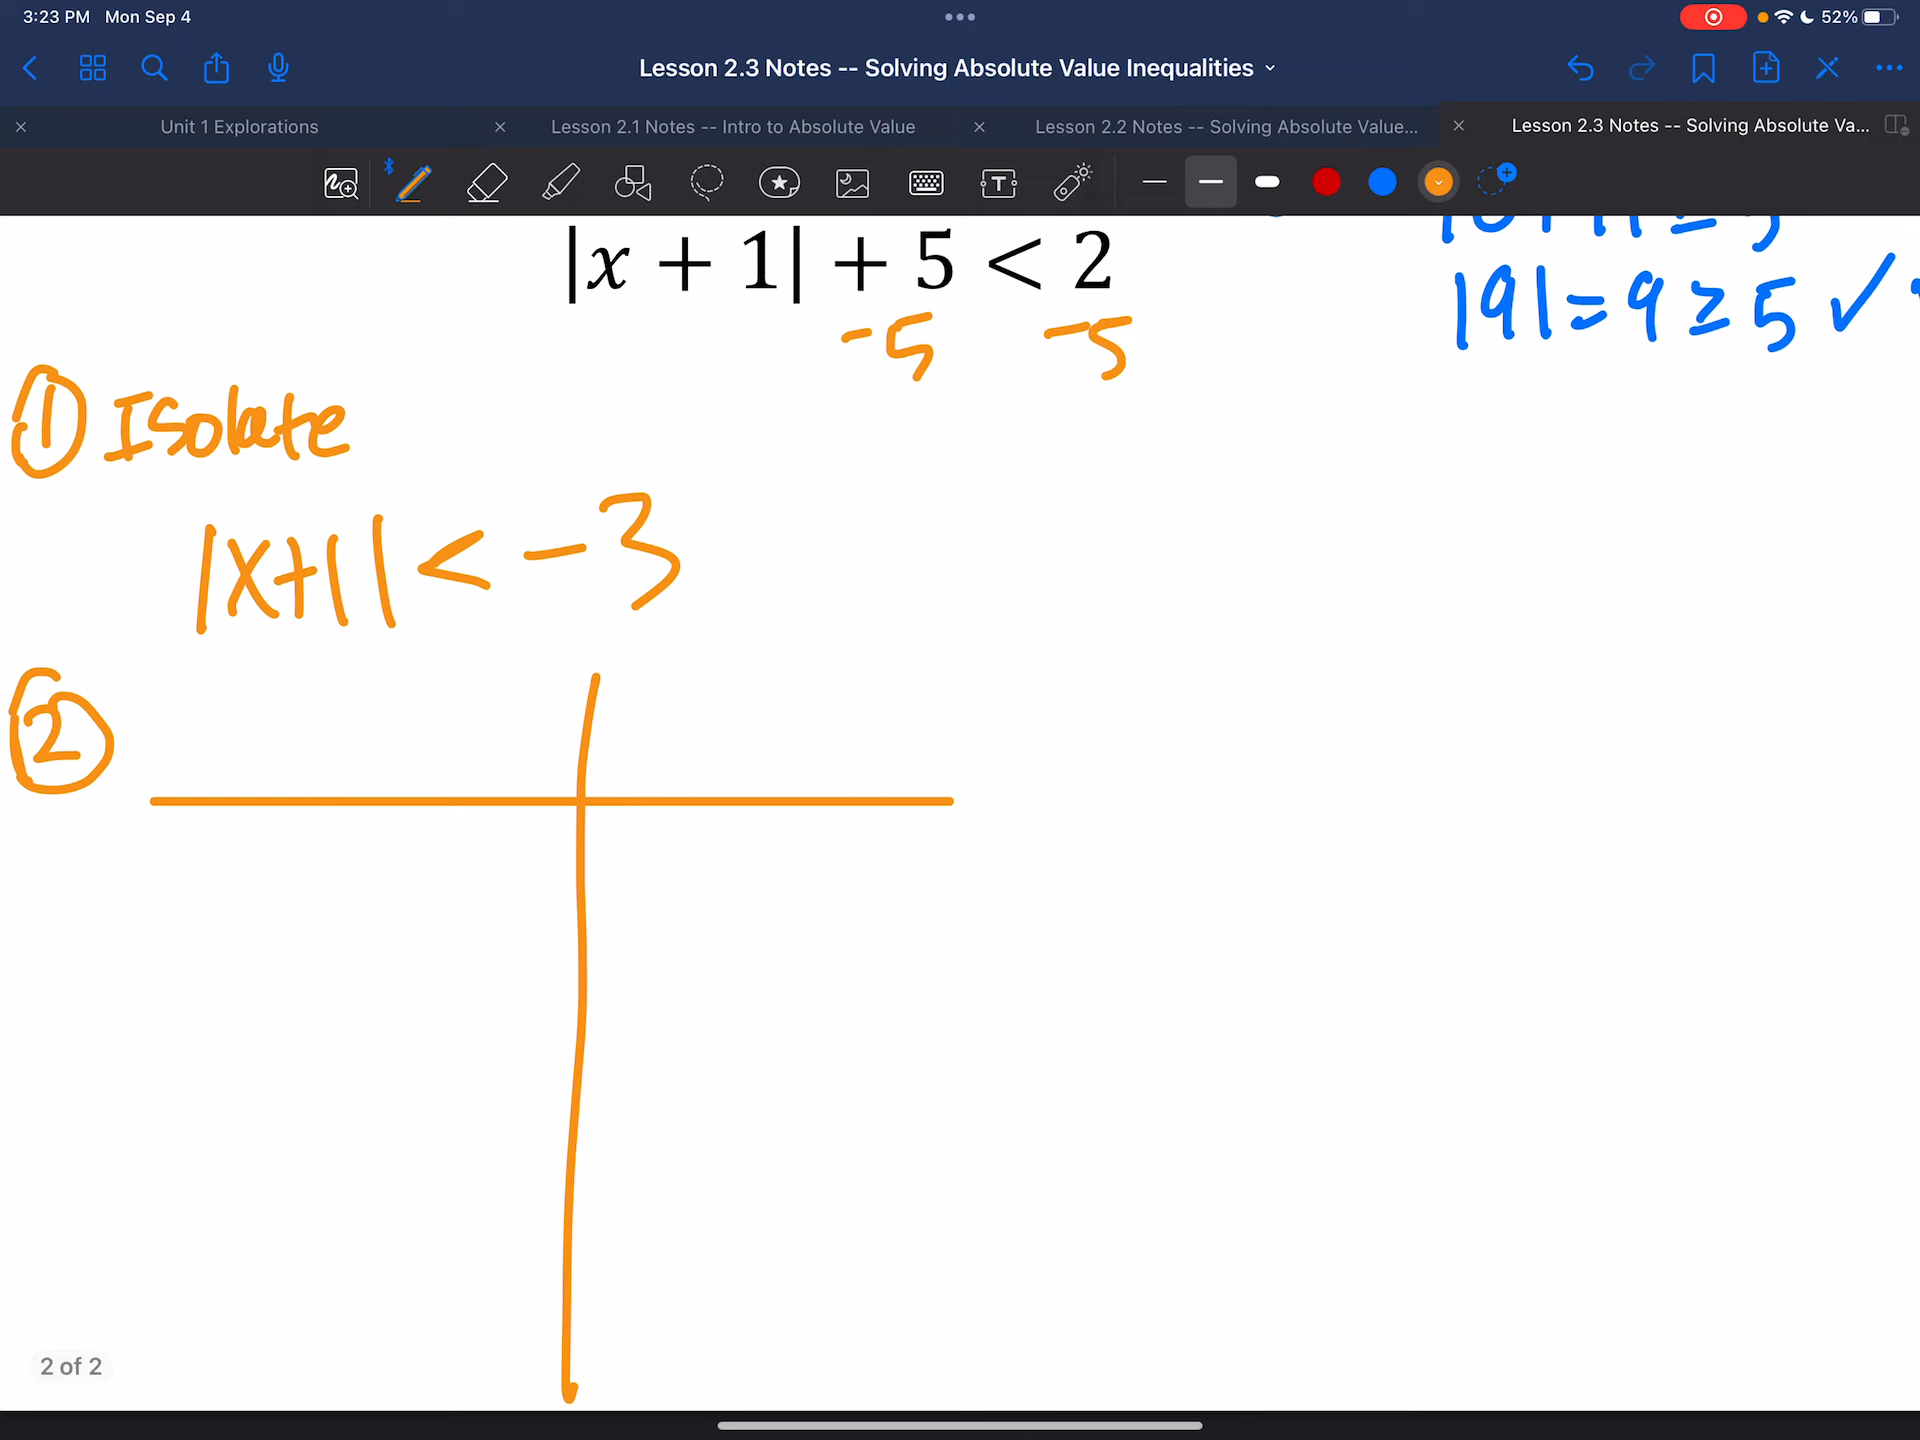 3:23 PM Mon Sep 4
52%
Lesson 2.3 Notes -- Solving Absolute Value Inequalities
Unit 1 Explorations
Lesson 2.1 Notes -- Intro to Absolute Value
Lesson 2.2 Notes -- Solving Absolute Value...
Lesson 2.3 Notes -- Solving Absolute Va...
|x + 1| + 5 < 2
-5 -5
|9| = 9 ≥ 5 ✓
① Isolate
|x+1| < -3
②
2 of 2